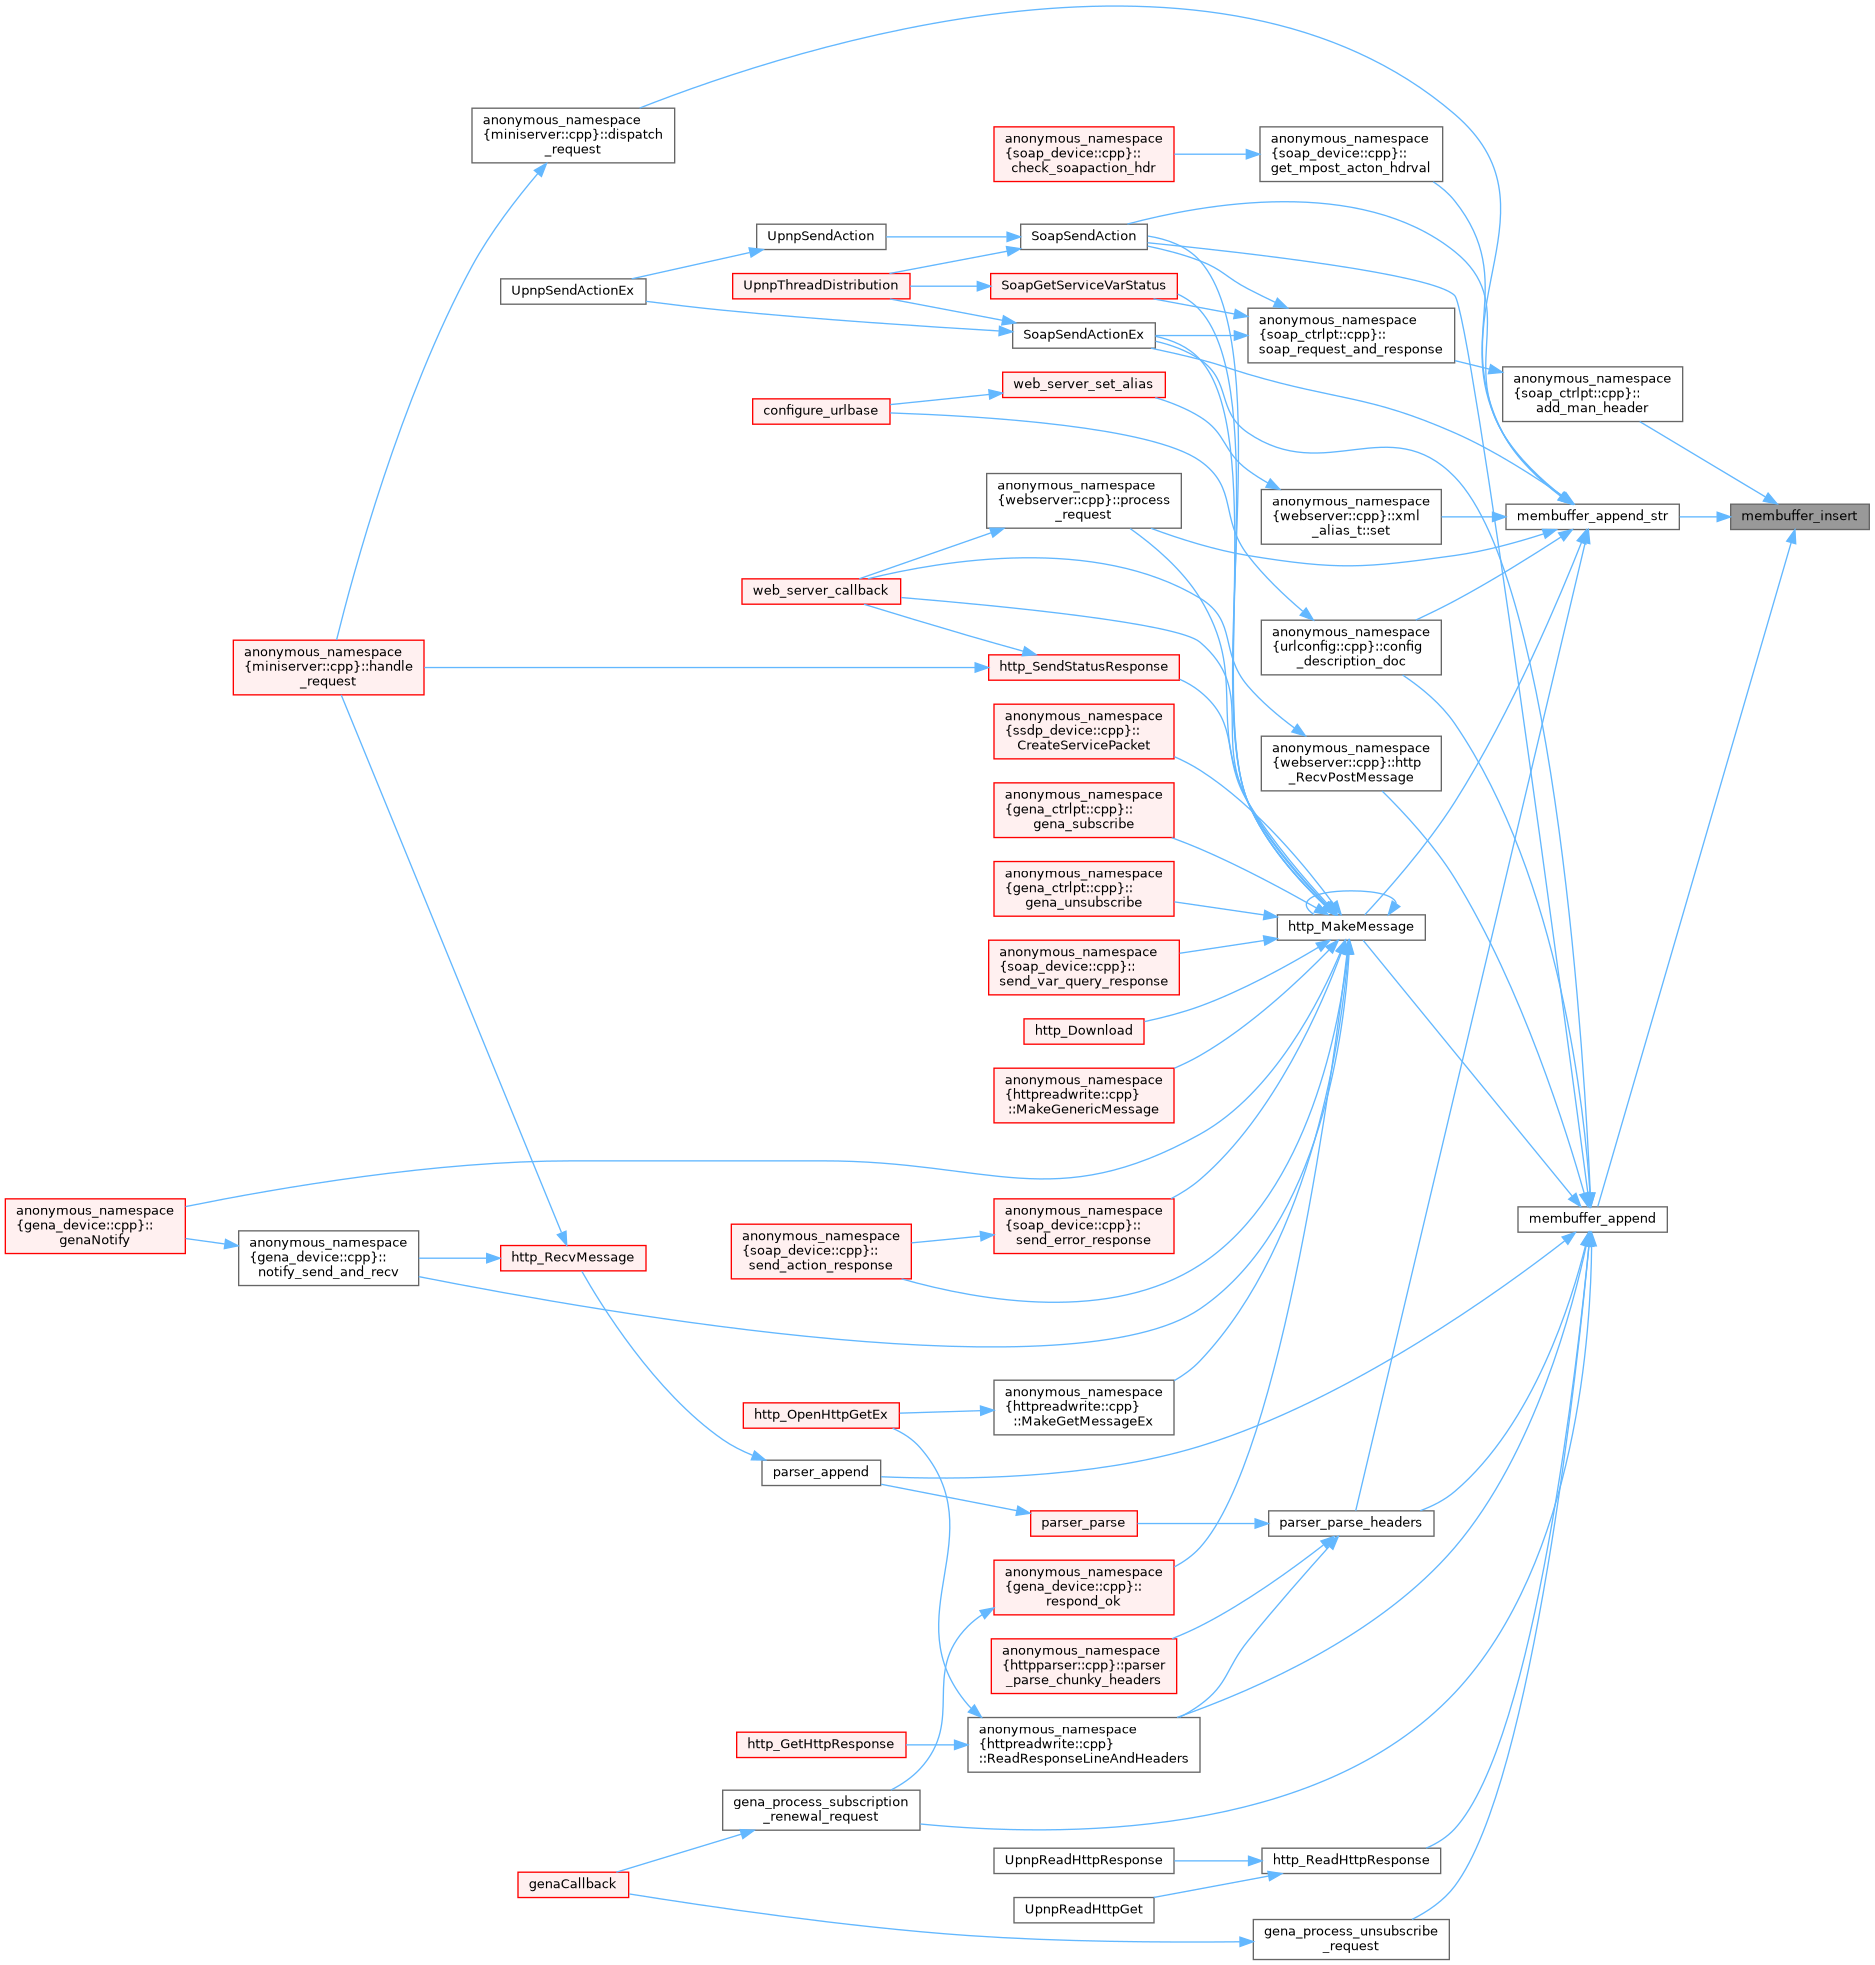 anonymous_namespace
{miniserver::cpp}::dispatch
_request
anonymous_namespace
{soap_device::cpp}::
check_soapaction_hdr
anonymous_namespace
{soap_device::cpp}::
get_mpost_acton_hdrval
UpnpSendAction
SoapSendAction
UpnpSendActionEx
UpnpThreadDistribution
SoapGetServiceVarStatus
SoapSendActionEx
anonymous_namespace
{soap_ctrlpt::cpp}::
soap_request_and_response
anonymous_namespace
{soap_ctrlpt::cpp}::
add_man_header
web_server_set_alias
configure_urlbase
anonymous_namespace
{webserver::cpp}::process
_request
anonymous_namespace
{webserver::cpp}::xml
_alias_t::set
membuffer_append_str
membuffer_insert
web_server_callback
anonymous_namespace
{urlconfig::cpp}::config
_description_doc
anonymous_namespace
{miniserver::cpp}::handle
_request
http_SendStatusResponse
anonymous_namespace
{ssdp_device::cpp}::
CreateServicePacket
anonymous_namespace
{webserver::cpp}::http
_RecvPostMessage
anonymous_namespace
{gena_ctrlpt::cpp}::
gena_subscribe
anonymous_namespace
{gena_ctrlpt::cpp}::
gena_unsubscribe
http_MakeMessage
anonymous_namespace
{soap_device::cpp}::
send_var_query_response
http_Download
anonymous_namespace
{httpreadwrite::cpp}
::MakeGenericMessage
anonymous_namespace
{gena_device::cpp}::
genaNotify
anonymous_namespace
{gena_device::cpp}::
notify_send_and_recv
http_RecvMessage
anonymous_namespace
{soap_device::cpp}::
send_action_response
anonymous_namespace
{soap_device::cpp}::
send_error_response
membuffer_append
anonymous_namespace
{httpreadwrite::cpp}
::MakeGetMessageEx
http_OpenHttpGetEx
parser_append
parser_parse
parser_parse_headers
anonymous_namespace
{gena_device::cpp}::
respond_ok
anonymous_namespace
{httpparser::cpp}::parser
_parse_chunky_headers
anonymous_namespace
{httpreadwrite::cpp}
::ReadResponseLineAndHeaders
http_GetHttpResponse
gena_process_subscription
_renewal_request
genaCallback
UpnpReadHttpResponse
http_ReadHttpResponse
UpnpReadHttpGet
gena_process_unsubscribe
_request